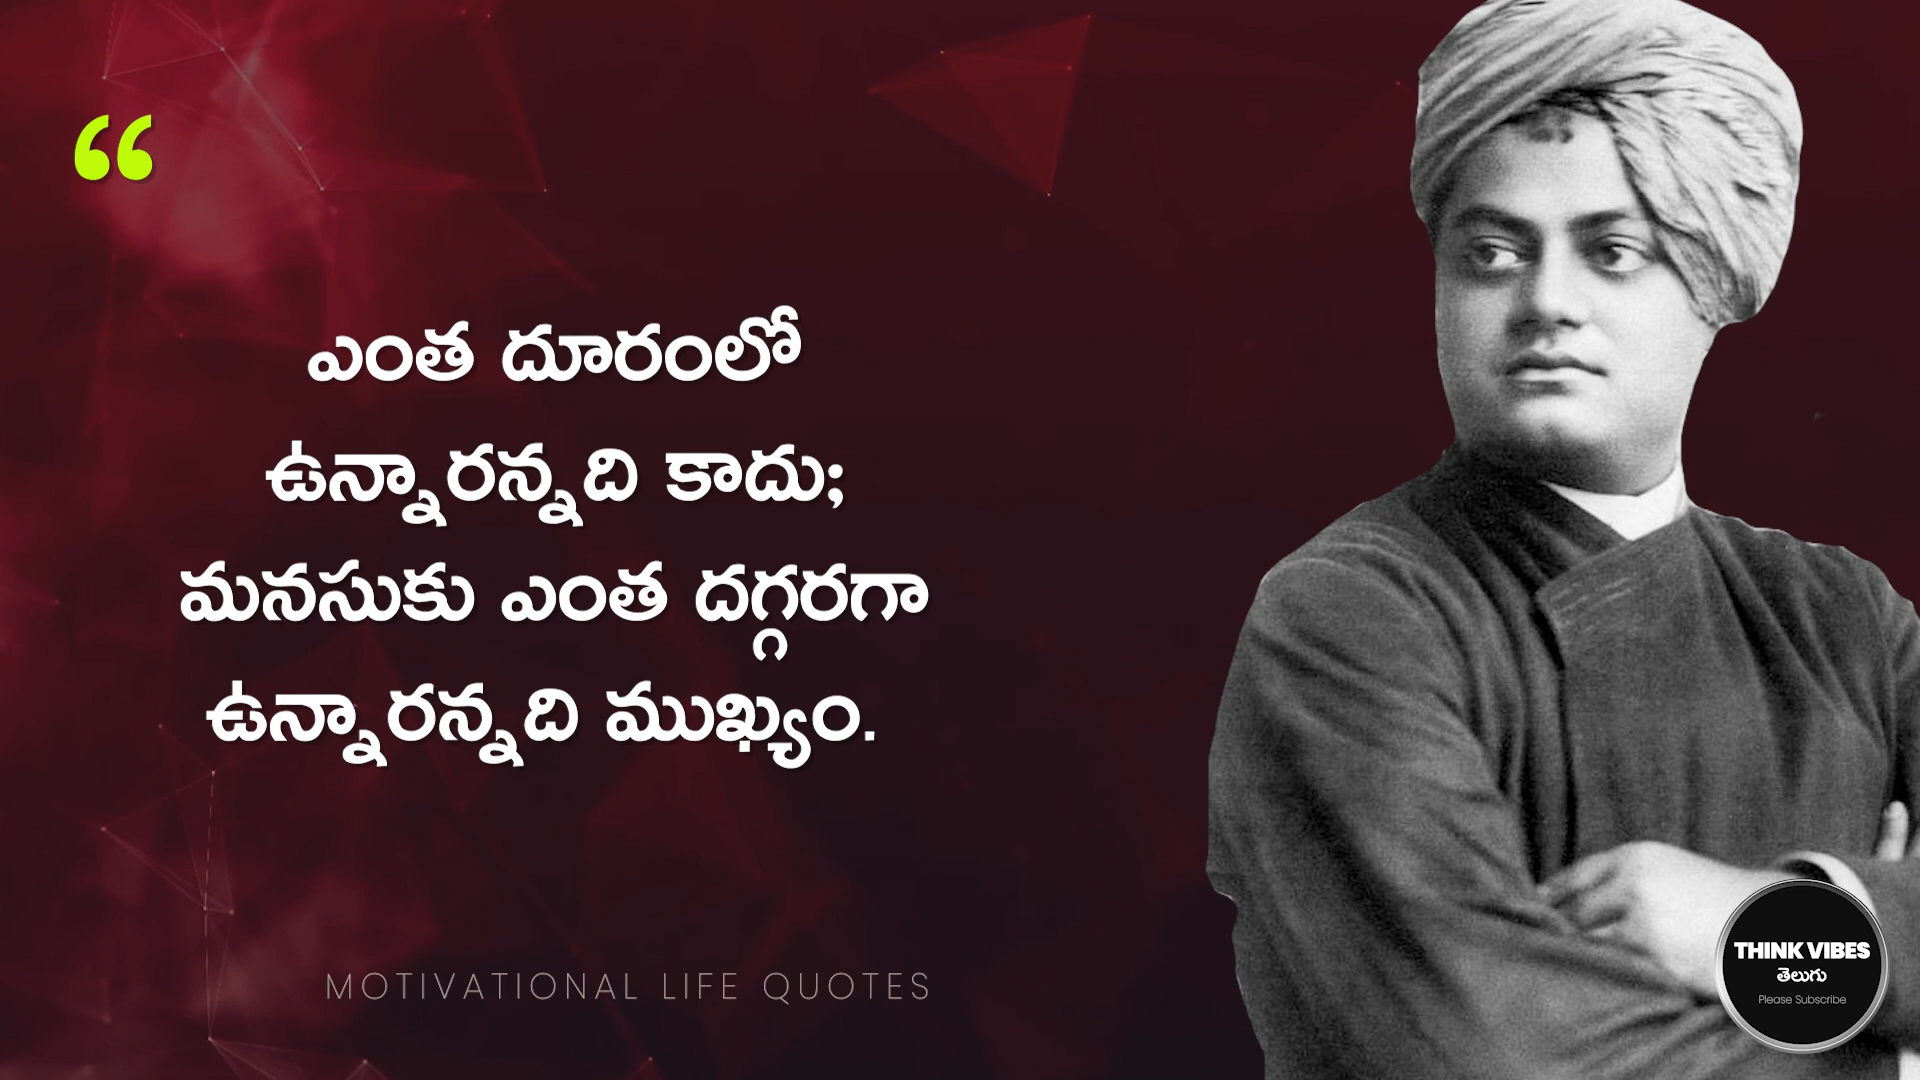 “
ఎంత దూరంలో
ఉన్నారన్నది కాదు;
మనసుకు ఎంత దగ్గరగా
ఉన్నారన్నది ముఖ్యం.
MOTIVATIONAL LIFE QUOTES
THINK VIBES
తెలుగు
Please Subscribe